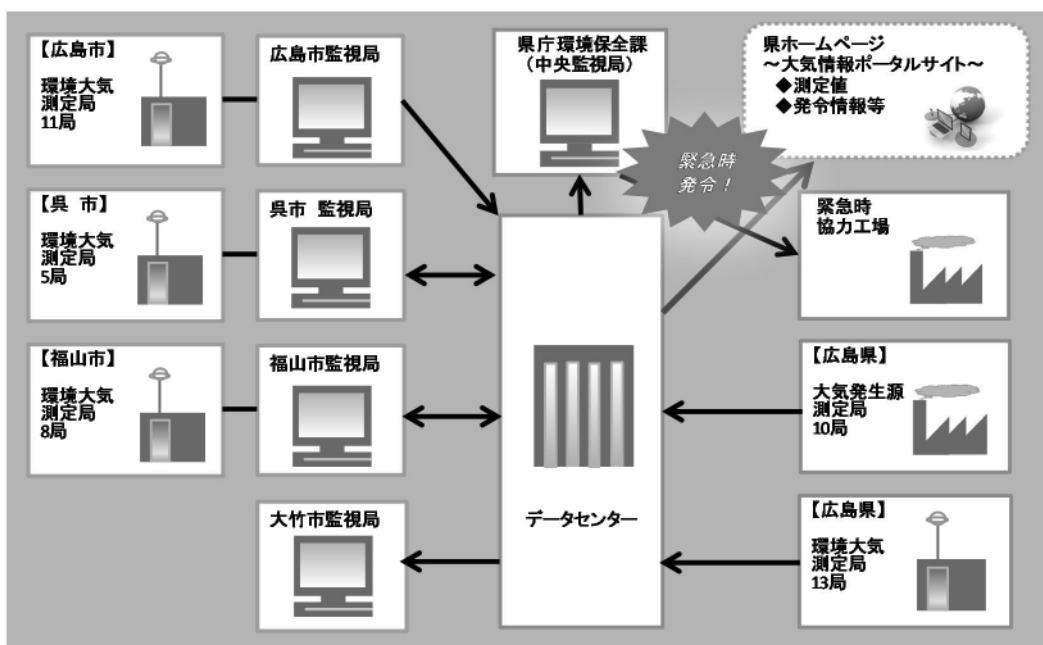 【広島市】
環境大気
測定局
11局
広島市監視局
県庁環境保全課
（中央監視局）
県ホームページ
～大気情報ポータルサイト～
◆測定値
◆発令情報等
緊急時
発令！
【呉 市】
環境大気
測定局
5局
呉市 監視局
緊急時
協力工場
【福山市】
環境大気
測定局
8局
福山市監視局
【広島県】
大気発生源
測定局
10局
大竹市監視局
データセンター
【広島県】
環境大気
測定局
13局